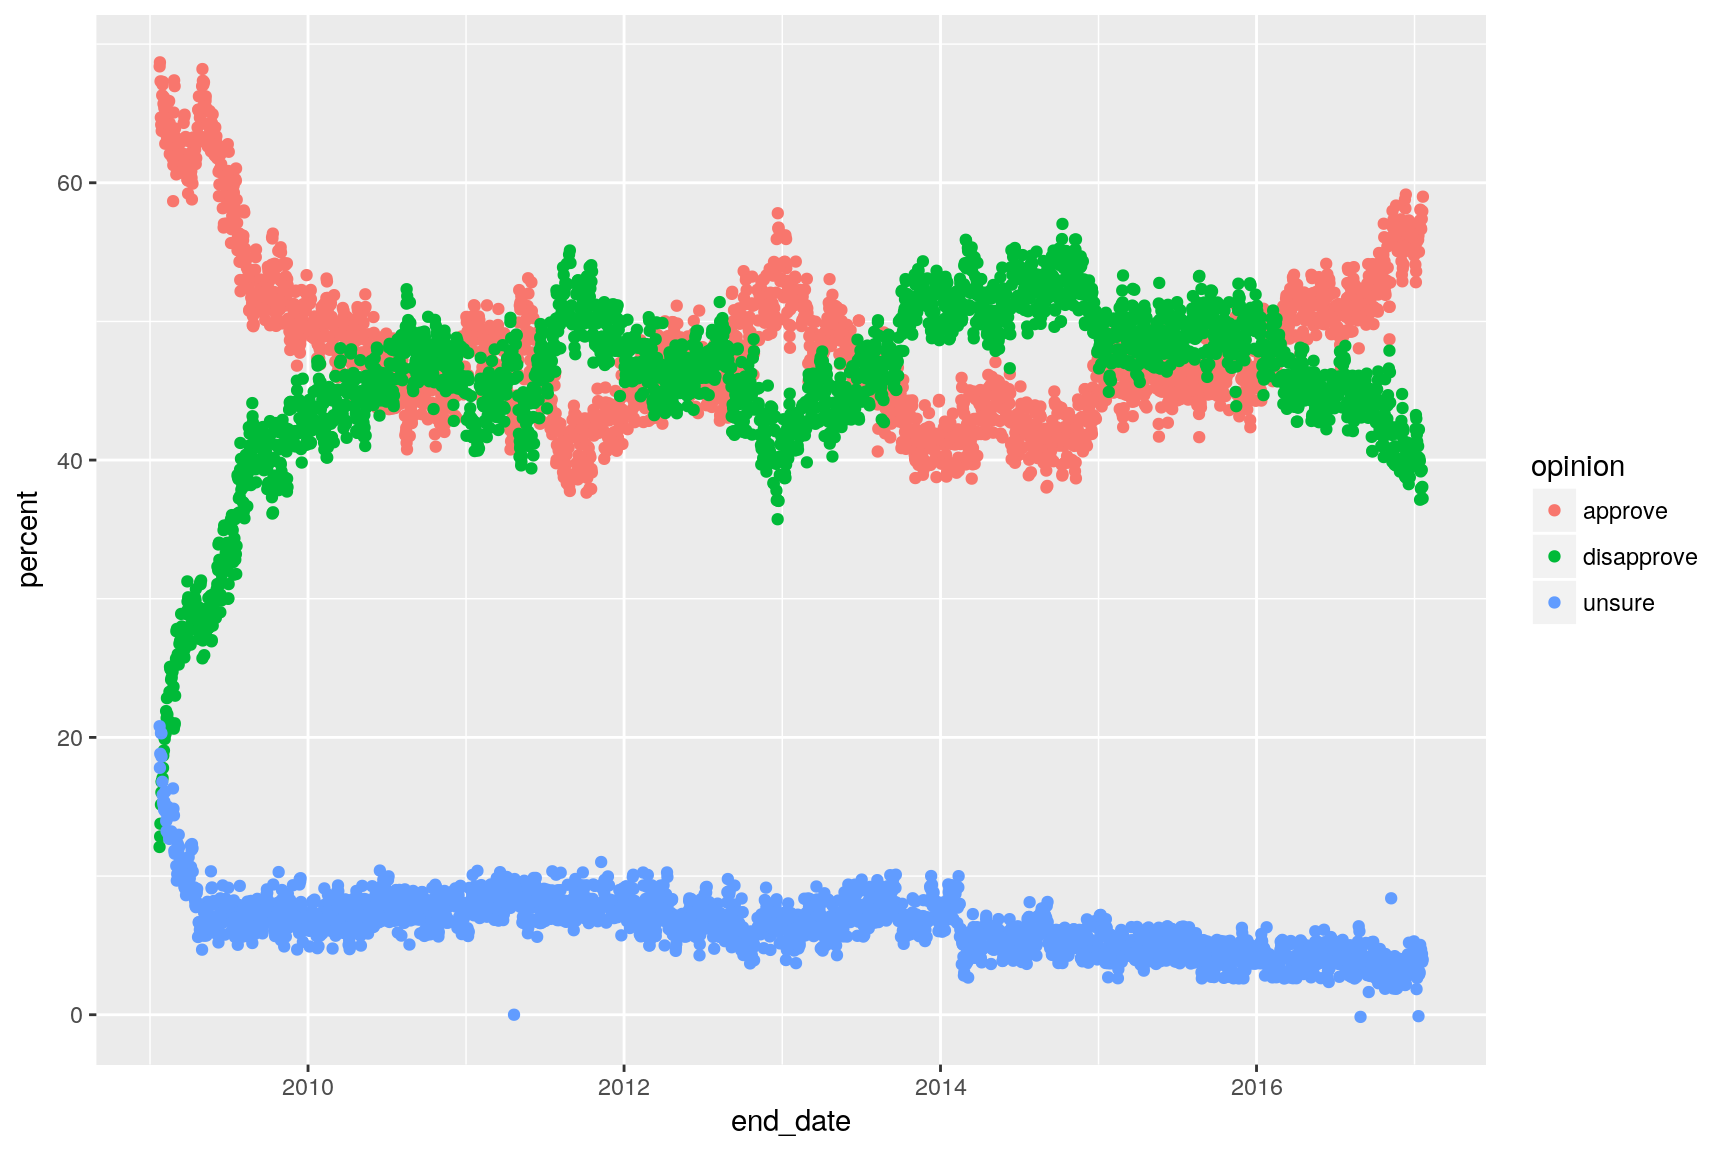 60
40
20
0
percent
2010 2012 2014 2016
end_date
opinion
approve
disapprove
unsure